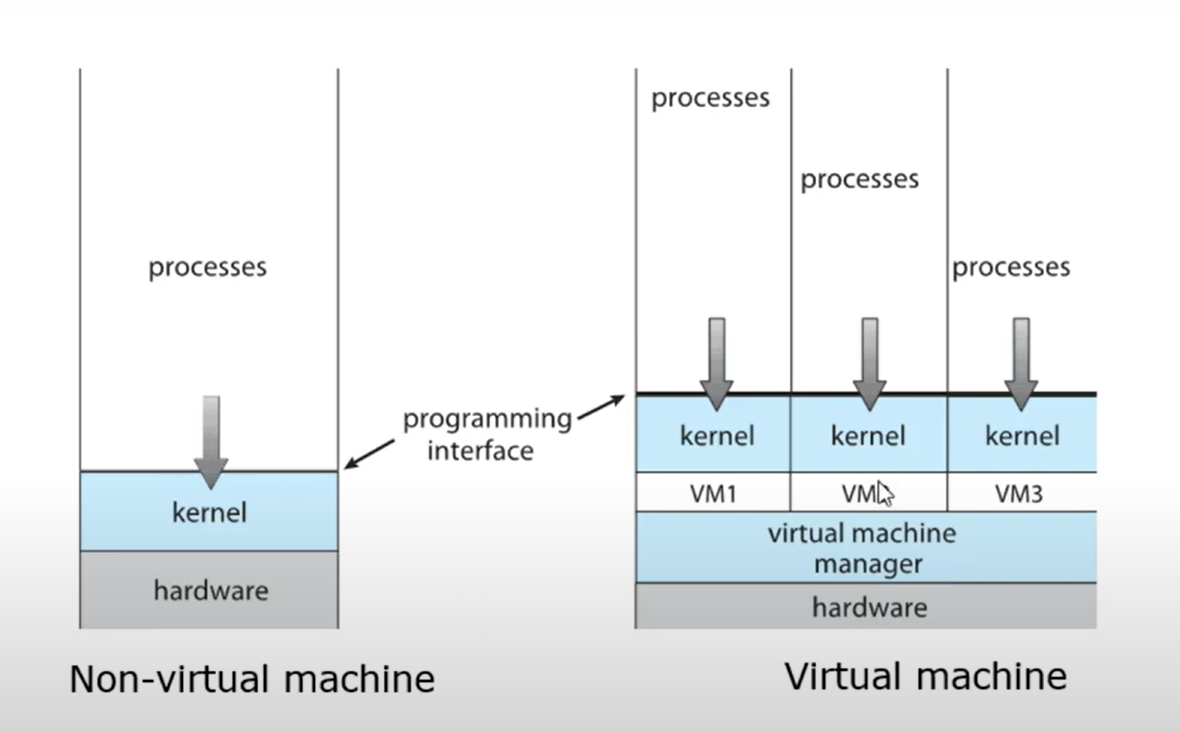 processes
kernel
hardware
Non-virtual machine
programming
interface
processes
processes
processes
kernel
kernel
kernel
VM1
VM
VM3
virtual machine
manager
hardware
Virtual machine